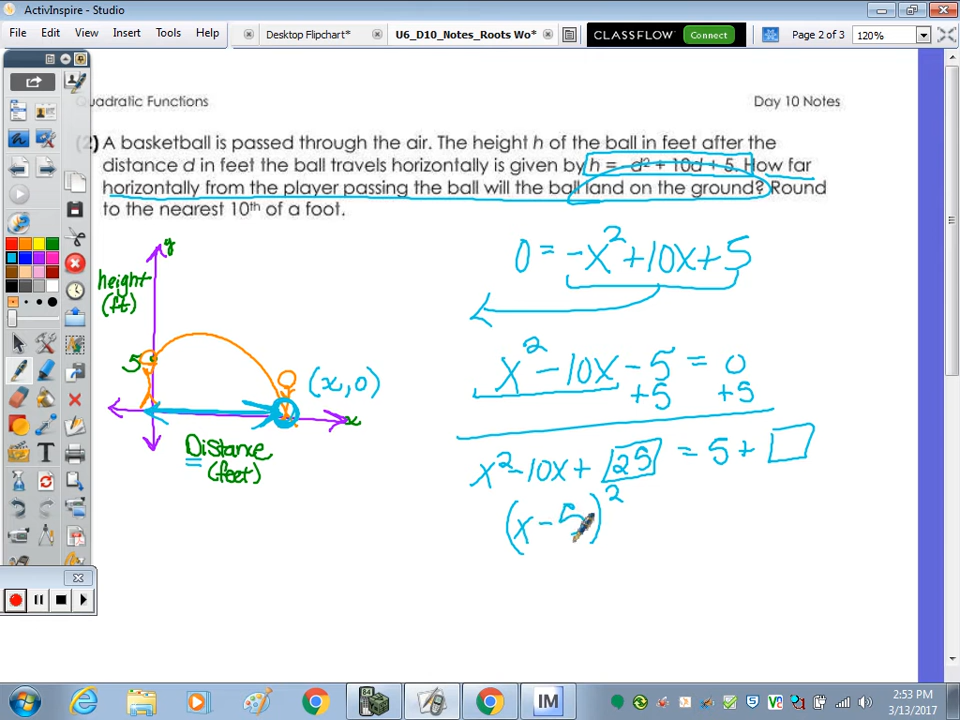 ActivInspire - Studio
File Edit View Insert Tools Help Desktop Flipchart* U6_D10_Notes_Roots Wo* CLASSFLOW Connect Page 2 of 3 120%
Quadratic Functions Day 10 Notes
(2) A basketball is passed through the air. The height h of the ball in feet after the
distance d in feet the ball travels horizontally is given by h = -d² + 10d + 5. How far
horizontally from the player passing the ball will the ball land on the ground? Round
to the nearest 10th of a foot.
y
height
(ft)
5
(x,0)
x
Distance
(feet)
0 = -x² + 10x + 5
x² - 10x - 5 = 0
+5 +5
x² - 10x + 25 = 5 + □
(x - 5)²
84
IM
2:53 PM
3/13/2017